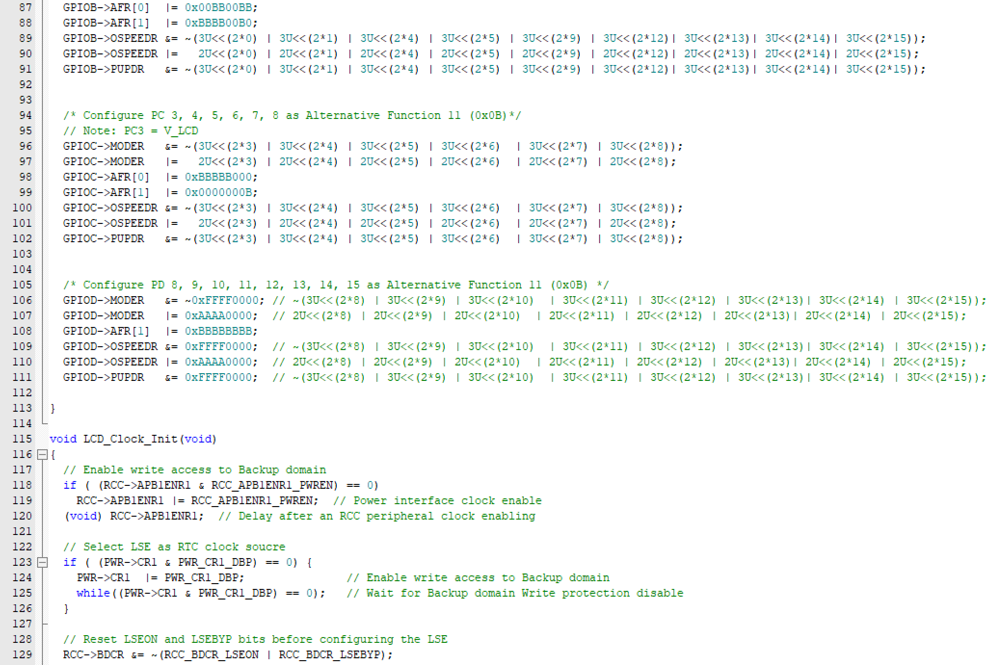 87 GPIOB->AFR[0]  |= 0x00BB00BB;
88 GPIOB->AFR[1]  |= 0xBBBB00B0;
89 GPIOB->OSPEEDR &= ~(3U<<(2*0) | 3U<<(2*1) | 3U<<(2*4) | 3U<<(2*5) | 3U<<(2*9) | 3U<<(2*12)| 3U<<(2*13)| 3U<<(2*14)| 3U<<(2*15));
90 GPIOB->OSPEEDR |=   2U<<(2*0) | 2U<<(2*1) | 2U<<(2*4) | 2U<<(2*5) | 2U<<(2*9) | 2U<<(2*12)| 2U<<(2*13)| 2U<<(2*14)| 2U<<(2*15);
91 GPIOB->PUPDR   &= ~(3U<<(2*0) | 3U<<(2*1) | 3U<<(2*4) | 3U<<(2*5) | 3U<<(2*9) | 3U<<(2*12)| 3U<<(2*13)| 3U<<(2*14)| 3U<<(2*15));
92
93
94 /* Configure PC 3, 4, 5, 6, 7, 8 as Alternative Function 11 (0x0B)*/
95 // Note: PC3 = V_LCD
96 GPIOC->MODER   &= ~(3U<<(2*3) | 3U<<(2*4) | 3U<<(2*5) | 3U<<(2*6)  | 3U<<(2*7) | 3U<<(2*8));
97 GPIOC->MODER   |=   2U<<(2*3) | 2U<<(2*4) | 2U<<(2*5) | 2U<<(2*6)  | 2U<<(2*7) | 2U<<(2*8);
98 GPIOC->AFR[0]  |= 0xBBBBB000;
99 GPIOC->AFR[1]  |= 0x0000000B;
100 GPIOC->OSPEEDR &= ~(3U<<(2*3) | 3U<<(2*4) | 3U<<(2*5) | 3U<<(2*6)  | 3U<<(2*7) | 3U<<(2*8));
101 GPIOC->OSPEEDR |=   2U<<(2*3) | 2U<<(2*4) | 2U<<(2*5) | 2U<<(2*6)  | 2U<<(2*7) | 2U<<(2*8);
102 GPIOC->PUPDR   &= ~(3U<<(2*3) | 3U<<(2*4) | 3U<<(2*5) | 3U<<(2*6)  | 3U<<(2*7) | 3U<<(2*8));
103
104
105 /* Configure PD 8, 9, 10, 11, 12, 13, 14, 15 as Alternative Function 11 (0x0B) */
106 GPIOD->MODER   &= ~0xFFFF0000; // ~(3U<<(2*8) | 3U<<(2*9) | 3U<<(2*10)  | 3U<<(2*11) | 3U<<(2*12) | 3U<<(2*13)| 3U<<(2*14) | 3U<<(2*15));
107 GPIOD->MODER   |= 0xAAAA0000;  // 2U<<(2*8) | 2U<<(2*9) | 2U<<(2*10)  | 2U<<(2*11) | 2U<<(2*12) | 2U<<(2*13)| 2U<<(2*14) | 2U<<(2*15);
108 GPIOD->AFR[1]  |= 0xBBBBBBBB;
109 GPIOD->OSPEEDR &= 0xFFFF0000;  // ~(3U<<(2*8) | 3U<<(2*9) | 3U<<(2*10)  | 3U<<(2*11) | 3U<<(2*12) | 3U<<(2*13)| 3U<<(2*14) | 3U<<(2*15));
110 GPIOD->OSPEEDR |= 0xAAAA0000;  // 2U<<(2*8) | 2U<<(2*9) | 2U<<(2*10)  | 2U<<(2*11) | 2U<<(2*12) | 2U<<(2*13)| 2U<<(2*14) | 2U<<(2*15);
111 GPIOD->PUPDR   &= 0xFFFF0000;  // ~(3U<<(2*8) | 3U<<(2*9) | 3U<<(2*10)  | 3U<<(2*11) | 3U<<(2*12) | 3U<<(2*13)| 3U<<(2*14) | 3U<<(2*15));
112
113 }
114
115 void LCD_Clock_Init(void)
116 {
117 // Enable write access to Backup domain
118 if ( (RCC->APB1ENR1 & RCC_APB1ENR1_PWREN) == 0)
119 RCC->APB1ENR1 |= RCC_APB1ENR1_PWREN;  // Power interface clock enable
120 (void) RCC->APB1ENR1;  // Delay after an RCC peripheral clock enabling
121
122 // Select LSE as RTC clock soucre
123 if ( (PWR->CR1 & PWR_CR1_DBP) == 0) {
124 PWR->CR1  |= PWR_CR1_DBP;               // Enable write access to Backup domain
125 while((PWR->CR1 & PWR_CR1_DBP) == 0);   // Wait for Backup domain Write protection disable
126 }
127
128 // Reset LSEON and LSEBYP bits before configuring the LSE
129 RCC->BDCR &= ~(RCC_BDCR_LSEON | RCC_BDCR_LSEBYP);